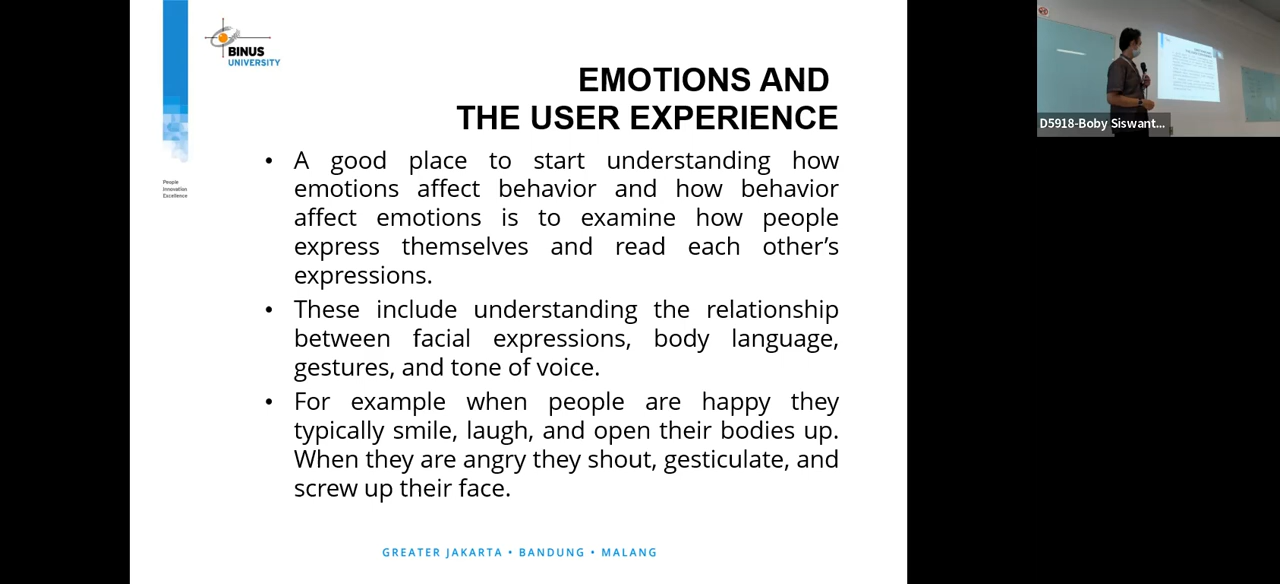 BINUS
UNIVERSITY
People
Innovation
Excellence
EMOTIONS AND
THE USER EXPERIENCE
• A good place to start understanding how
emotions affect behavior and how behavior
affect emotions is to examine how people
express themselves and read each other’s
expressions.
• These include understanding the relationship
between facial expressions, body language,
gestures, and tone of voice.
• For example when people are happy they
typically smile, laugh, and open their bodies up.
When they are angry they shout, gesticulate, and
screw up their face.
GREATER JAKARTA • BANDUNG • MALANG
D5918-Boby Siswant...